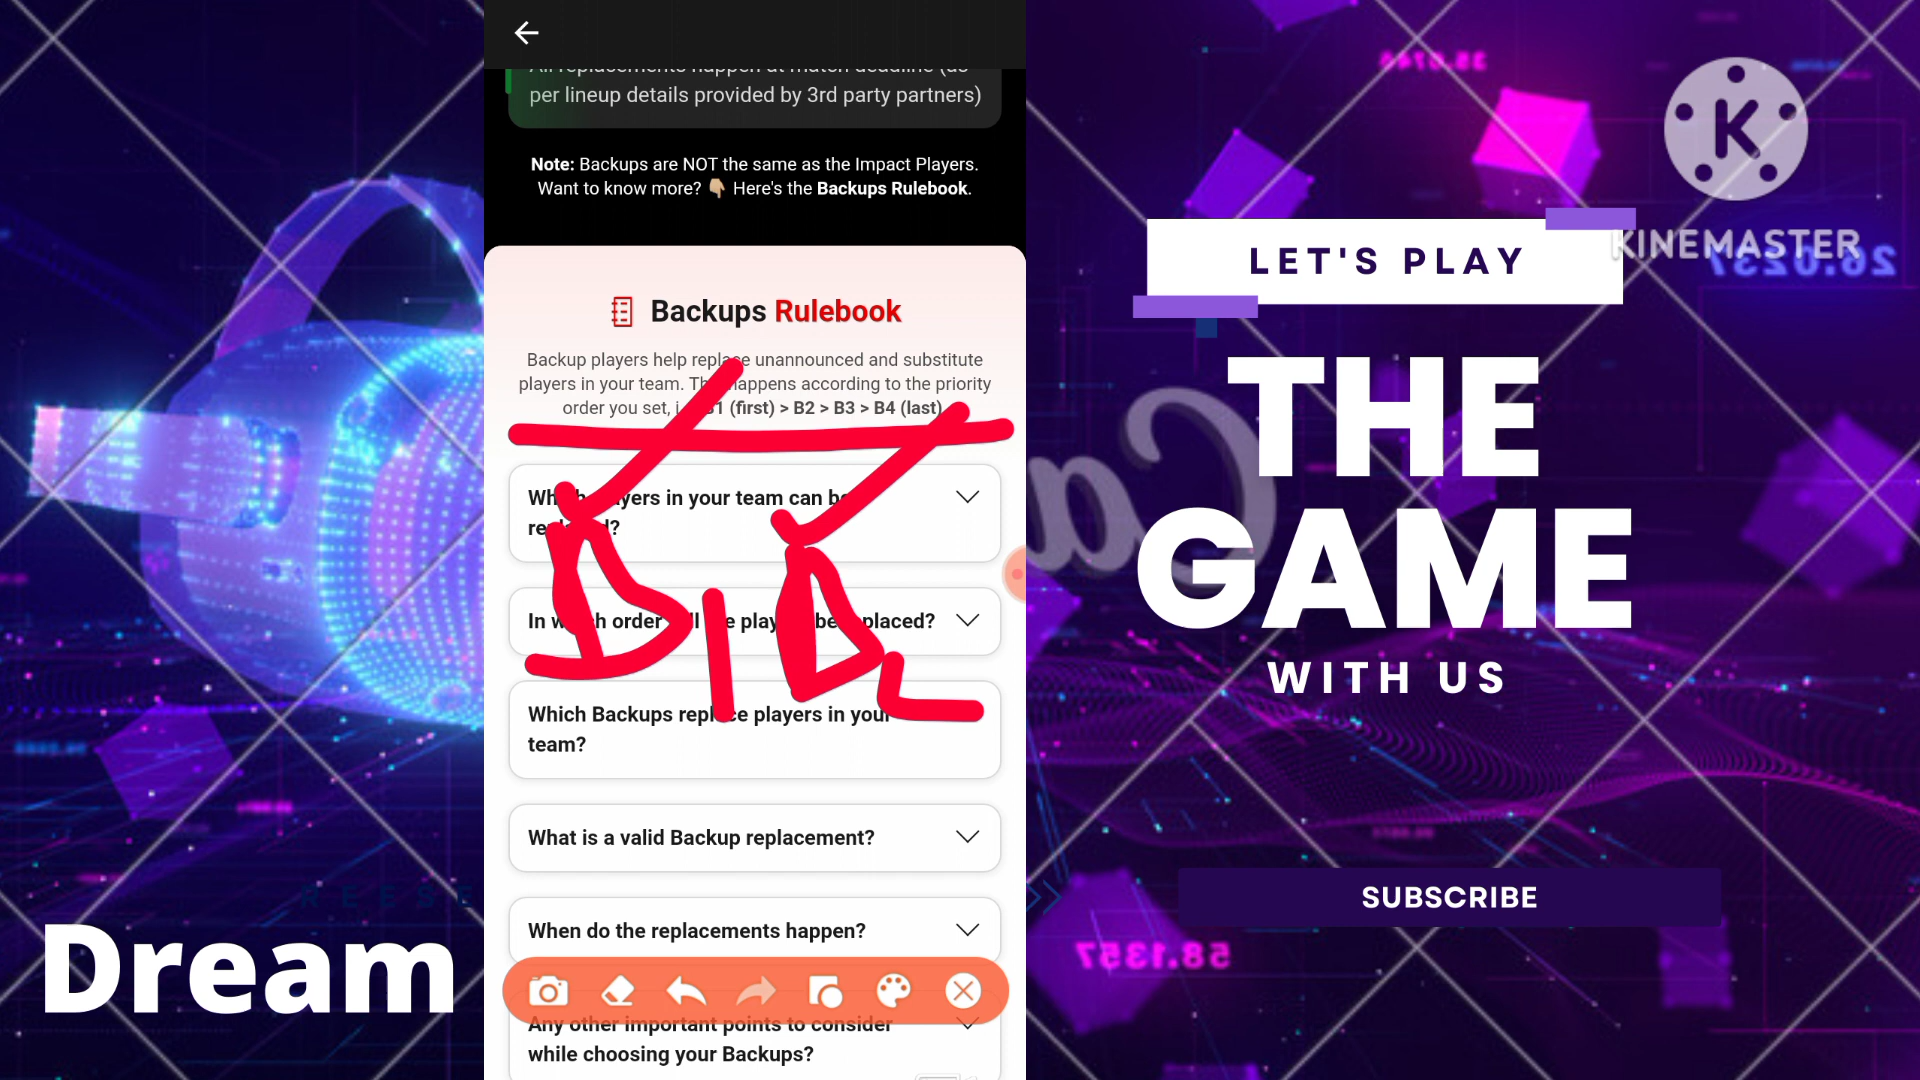 per lineup details provided by 3rd party partners)
Note: Backups are NOT the same as the Impact Players.
Want to know more? 👇🏽 Here's the Backups Rulebook.
Backups Rulebook
Backup players help replace unannounced and substitute
players in your team. happens according to the priority
order you set, B1 (first) > B2 > B3 > B4 (last)
Which players in your team can be
replaced?
In which order will the players be replaced?
Which Backups replace players in your
team?
What is a valid Backup replacement?
When do the replacements happen?
Any other important points to consider
while choosing your Backups?
Dream
LET'S PLAY
THE
GAME
WITH US
SUBSCRIBE
K
KINEMASTER
26.0237
58.1357